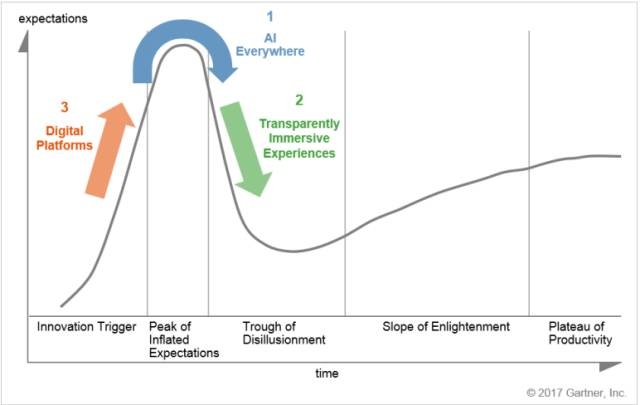 expectations
1
AI
Everywhere
2
Transparently
Immersive
Experiences
3
Digital
Platforms
Innovation Trigger
Peak of
Inflated
Expectations
Trough of
Disillusionment
Slope of Enlightenment
Plateau of
Productivity
time
© 2017 Gartner, Inc.